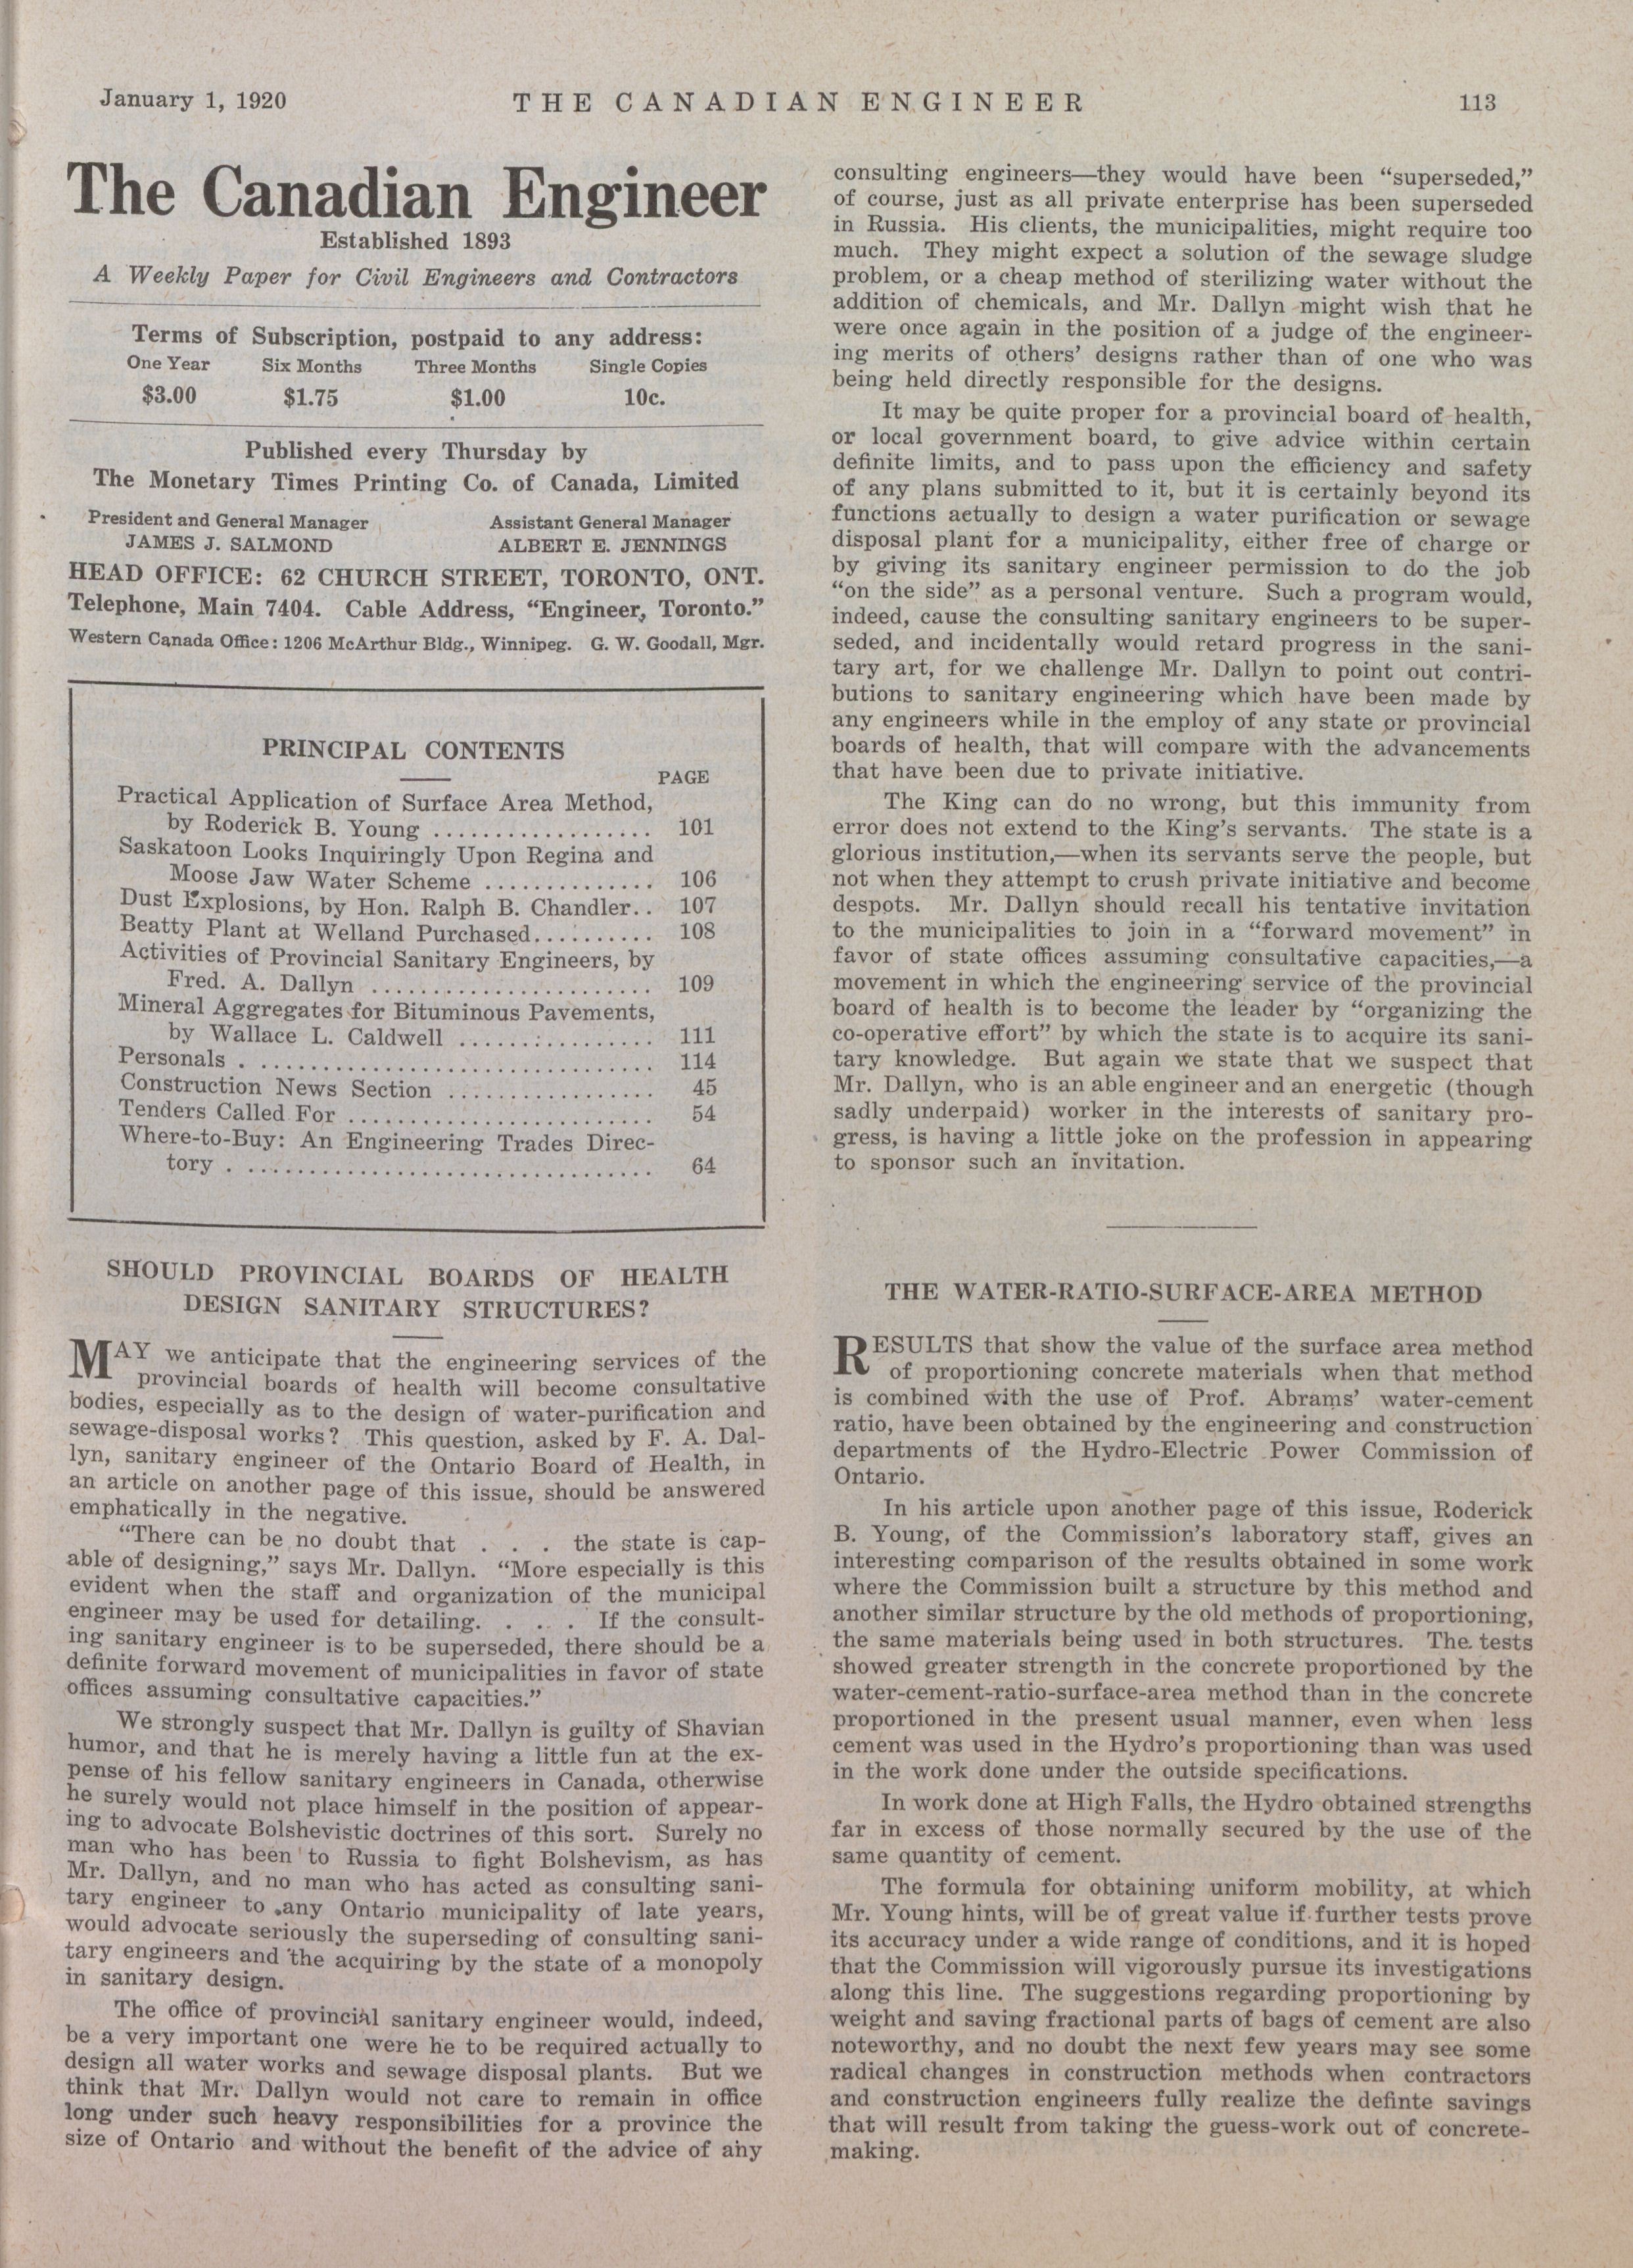 January 1, 1920
THE CANADIAN ENGINEER
113
The Canadian Engineer
Established 1893
A Weekly Paper for Civil Engineers and Contractors
Terms of Subscription, postpaid to any address:
One Year Six Months Three Months Single Copies
$3.00 $1.75 $1.00 10c.
Published every Thursday by
The Monetary Times Printing Co. of Canada, Limited
President and General Manager Assistant General Manager
JAMES J. SALMOND ALBERT E. JENNINGS
HEAD OFFICE: 62 CHURCH STREET, TORONTO, ONT.
Telephone, Main 7404. Cable Address, “Engineer, Toronto.”
Western Canada Office: 1206 McArthur Bldg., Winnipeg. G. W. Goodall, Mgr.
PRINCIPAL CONTENTS
PAGE
Practical Application of Surface Area Method,
by Roderick B. Young .................. 101
Saskatoon Looks Inquiringly Upon Regina and
Moose Jaw Water Scheme .............. 106
Dust Explosions, by Hon. Ralph B. Chandler.. 107
Beatty Plant at Welland Purchased.......... 108
Activities of Provincial Sanitary Engineers, by
Fred. A. Dallyn ....................... 109
Mineral Aggregates for Bituminous Pavements,
by Wallace L. Caldwell ................ 111
Personals . ................................ 114
Construction News Section ................. 45
Tenders Called For ......................... 54
Where-to-Buy: An Engineering Trades Direc-
tory . .................................. 64
SHOULD PROVINCIAL BOARDS OF HEALTH
DESIGN SANITARY STRUCTURES?
MAY we anticipate that the engineering services of the
provincial boards of health will become consultative
bodies, especially as to the design of water-purification and
sewage-disposal works? This question, asked by F. A. Dal-
lyn, sanitary engineer of the Ontario Board of Health, in
an article on another page of this issue, should be answered
emphatically in the negative.
“There can be no doubt that . . . the state is cap-
able of designing,” says Mr. Dallyn. “More especially is this
evident when the staff and organization of the municipal
engineer may be used for detailing. . . . If the consult-
ing sanitary engineer is to be superseded, there should be a
definite forward movement of municipalities in favor of state
offices assuming consultative capacities.”
We strongly suspect that Mr. Dallyn is guilty of Shavian
humor, and that he is merely having a little fun at the ex-
pense of his fellow sanitary engineers in Canada, otherwise
he surely would not place himself in the position of appear-
ing to advocate Bolshevistic doctrines of this sort. Surely no
man who has been to Russia to fight Bolshevism, as has
Mr. Dallyn, and no man who has acted as consulting sani-
tary engineer to any Ontario municipality of late years,
would advocate seriously the superseding of consulting sani-
tary engineers and the acquiring by the state of a monopoly
in sanitary design.
The office of provincial sanitary engineer would, indeed,
be a very important one were he to be required actually to
design all water works and sewage disposal plants. But we
think that Mr. Dallyn would not care to remain in office
long under such heavy responsibilities for a province the
size of Ontario and without the benefit of the advice of any
consulting engineers—they would have been “superseded,”
of course, just as all private enterprise has been superseded
in Russia. His clients, the municipalities, might require too
much. They might expect a solution of the sewage sludge
problem, or a cheap method of sterilizing water without the
addition of chemicals, and Mr. Dallyn might wish that he
were once again in the position of a judge of the engineer-
ing merits of others’ designs rather than of one who was
being held directly responsible for the designs.
It may be quite proper for a provincial board of health,
or local government board, to give advice within certain
definite limits, and to pass upon the efficiency and safety
of any plans submitted to it, but it is certainly beyond its
functions actually to design a water purification or sewage
disposal plant for a municipality, either free of charge or
by giving its sanitary engineer permission to do the job
“on the side” as a personal venture. Such a program would,
indeed, cause the consulting sanitary engineers to be super-
seded, and incidentally would retard progress in the sani-
tary art, for we challenge Mr. Dallyn to point out contri-
butions to sanitary engineering which have been made by
any engineers while in the employ of any state or provincial
boards of health, that will compare with the advancements
that have been due to private initiative.
The King can do no wrong, but this immunity from
error does not extend to the King’s servants. The state is a
glorious institution,—when its servants serve the people, but
not when they attempt to crush private initiative and become
despots. Mr. Dallyn should recall his tentative invitation
to the municipalities to join in a “forward movement” in
favor of state offices assuming consultative capacities,—a
movement in which the engineering service of the provincial
board of health is to become the leader by “organizing the
co-operative effort” by which the state is to acquire its sani-
tary knowledge. But again we state that we suspect that
Mr. Dallyn, who is an able engineer and an energetic (though
sadly underpaid) worker in the interests of sanitary pro-
gress, is having a little joke on the profession in appearing
to sponsor such an invitation.
THE WATER-RATIO-SURFACE-AREA METHOD
RESULTS that show the value of the surface area method
of proportioning concrete materials when that method
is combined with the use of Prof. Abrams’ water-cement
ratio, have been obtained by the engineering and construction
departments of the Hydro-Electric Power Commission of
Ontario.
In his article upon another page of this issue, Roderick
B. Young, of the Commission’s laboratory staff, gives an
interesting comparison of the results obtained in some work
where the Commission built a structure by this method and
another similar structure by the old methods of proportioning,
the same materials being used in both structures. The tests
showed greater strength in the concrete proportioned by the
water-cement-ratio-surface-area method than in the concrete
proportioned in the present usual manner, even when less
cement was used in the Hydro’s proportioning than was used
in the work done under the outside specifications.
In work done at High Falls, the Hydro obtained strengths
far in excess of those normally secured by the use of the
same quantity of cement.
The formula for obtaining uniform mobility, at which
Mr. Young hints, will be of great value if further tests prove
its accuracy under a wide range of conditions, and it is hoped
that the Commission will vigorously pursue its investigations
along this line. The suggestions regarding proportioning by
weight and saving fractional parts of bags of cement are also
noteworthy, and no doubt the next few years may see some
radical changes in construction methods when contractors
and construction engineers fully realize the definte savings
that will result from taking the guess-work out of concrete-
making.